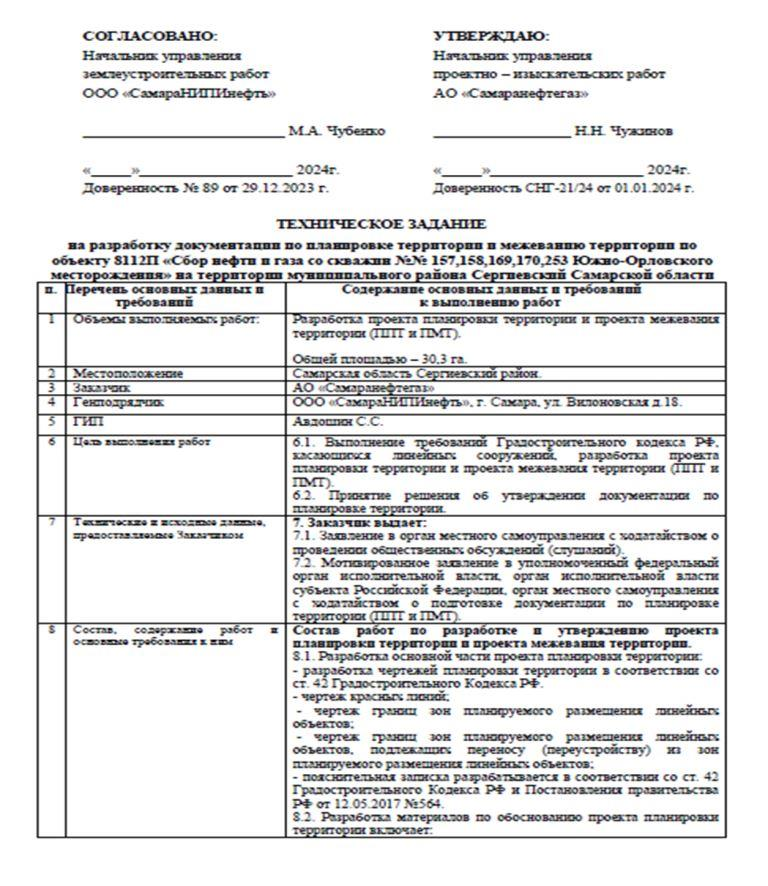 СОГЛАСОВАНО:
Начальник управления
землеустроительных работ
ООО «СамараНИПИнефть»
____________________ М.А. Чубенко
«____»________________ 2024г.
Доверенность № 89 от 29.12.2023 г.
УТВЕРЖДАЮ:
Начальник управления
проектно – изыскательских работ
АО «Самаранефтегаз»
______________ Н.Н. Чужинов
«____»________________ 2024г.
Доверенность СНГ-21/24 от 01.01.2024 г.
ТЕХНИЧЕСКОЕ ЗАДАНИЕ
на разработку документации по планировке территории и межеванию территории по
объекту 8112П «Сбор нефти и газа со скважин №№ 157,158,169,170,253 Южно-Орловского
месторождения» на территории муниципального района Сергиевский Самарской области
п. Перечень основных данных и
требований
Содержание основных данных и требований
к выполнению работ
1 Объемы выполняемых работ:
Разработка проекта планировки территории и проекта межевания
территории (ППТ и ПМТ).
Общей площадью – 30,3 га.
2 Местоположение Самарская область Сергиевский район.
3 Заказчик АО «Самаранефтегаз»
4 Генподрядчик ООО «СамараНИПИнефть», г. Самара, ул. Вилоновская д.18.
5 ГИП Авдошин С.С.
6 Цель выполнения работ
6.1. Выполнение требований Градостроительного кодекса РФ,
касающихся линейных сооружений, разработка проекта
планировки территории и проекта межевания территории (ППТ и
ПМТ).
6.2. Принятие решения об утверждении документации по
планировке территории.
7 Технические и исходные данные,
предоставляемые Заказчиком
7. Заказчик выдает:
7.1. Заявление в орган местного самоуправления с ходатайством о
проведении общественных обсуждений (слушаний).
7.2. Мотивированное заявление в уполномоченный федеральный
орган исполнительной власти, орган исполнительной власти
субъекта Российской Федерации, орган местного самоуправления
с ходатайством о подготовке документации по планировке
территории (ППТ и ПМТ).
8 Состав, содержание работ и
основные требования к ним
Состав работ по разработке и утверждению проекта
планировки территории и проекта межевания территории.
8.1. Разработка основной части проекта планировки территории:
- разработка чертежей планировки территории в соответствии со
ст. 42 Градостроительного Кодекса РФ.
- чертеж красных линий;
- чертеж границ зон планируемого размещения линейных
объектов;
- чертеж границ зон планируемого размещения линейных
объектов, подлежащих переносу (переустройству) из зон
планируемого размещения линейных объектов;
- пояснительная записка разрабатывается в соответствии со ст. 42
Градостроительного Кодекса РФ и Постановления правительства
РФ от 12.05.2017 №564.
8.2. Разработка материалов по обоснованию проекта планировки
территории включает: